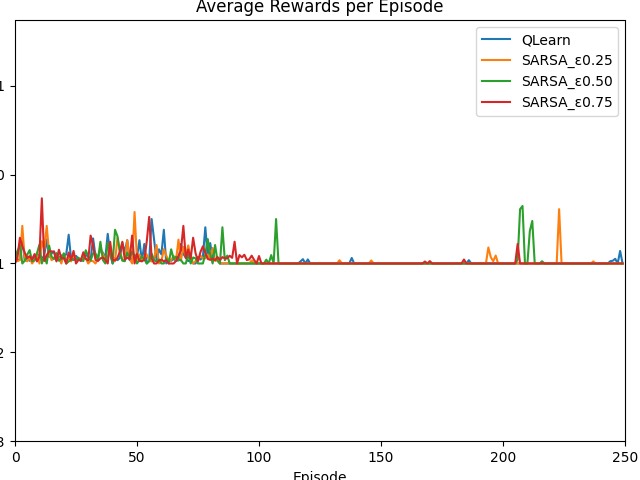 Average Rewards per Episode
QLearn
SARSA_ε0.25
SARSA_ε0.50
SARSA_ε0.75
1
0
1
2
3
0 50 100 150 200 250
Episode